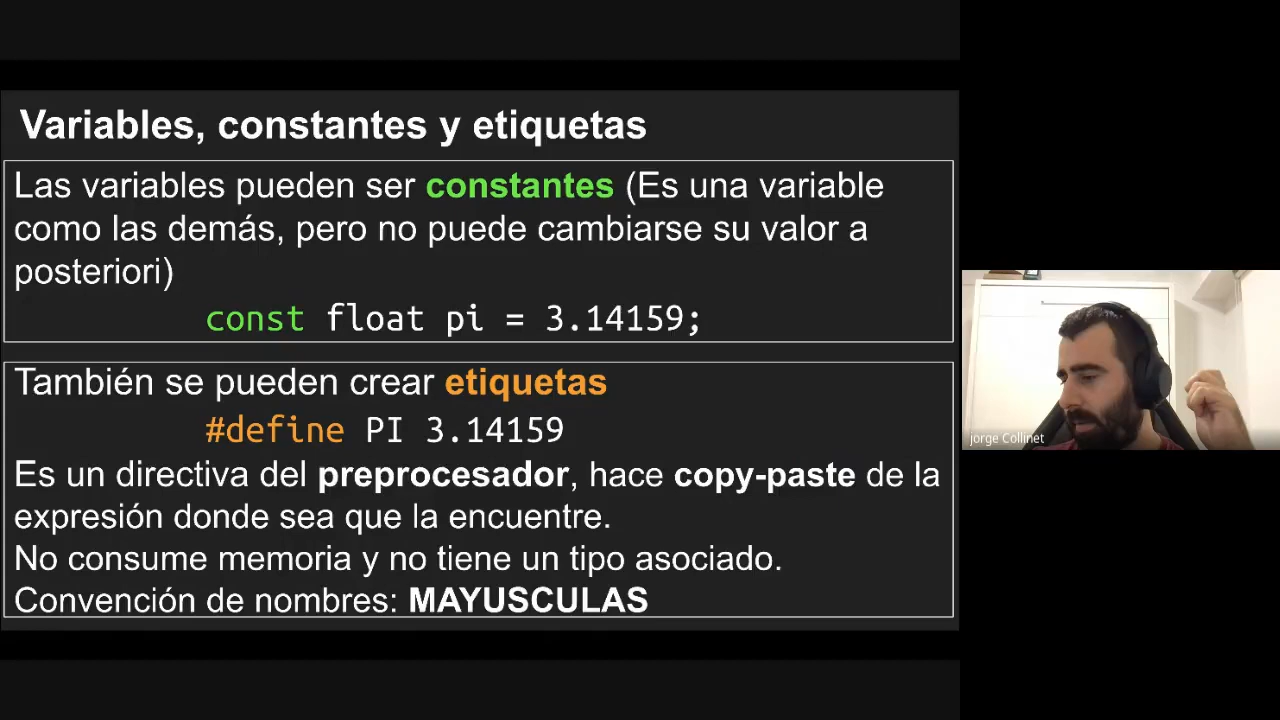 Variables, constantes y etiquetas
Las variables pueden ser constantes (Es una variable
como las demás, pero no puede cambiarse su valor a
posteriori)
const float pi = 3.14159;
También se pueden crear etiquetas
#define PI 3.14159
Es un directiva del preprocesador, hace copy-paste de la
expresión donde sea que la encuentre.
No consume memoria y no tiene un tipo asociado.
Convención de nombres: MAYUSCULAS
jorge Collinet